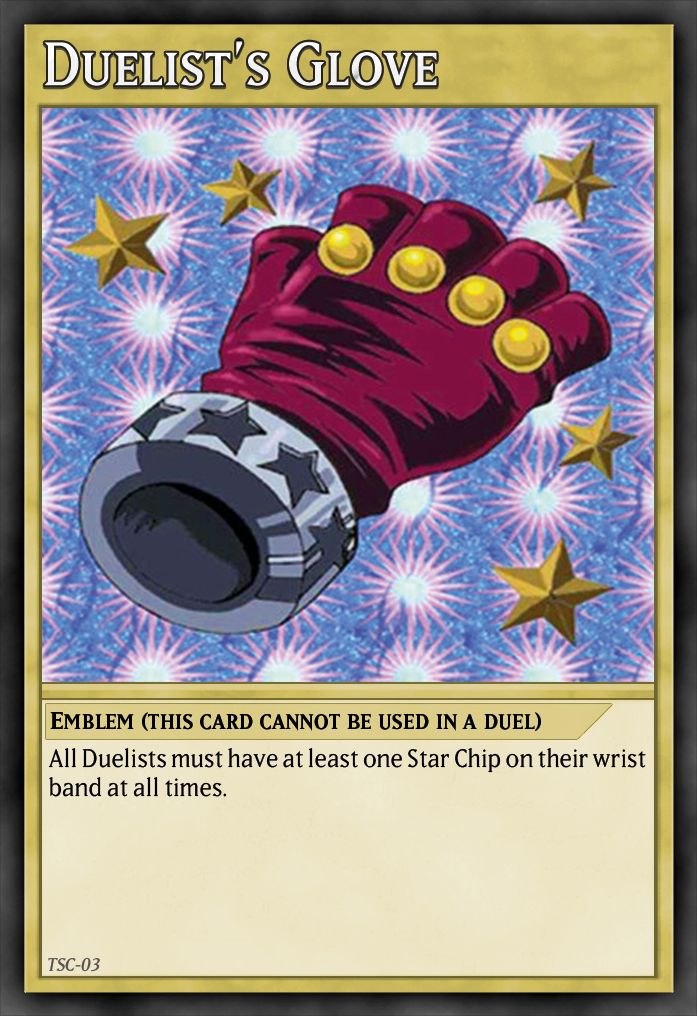 Duelist's Glove
Emblem (this card cannot be used in a duel)
All Duelists must have at least one Star Chip on their wrist
band at all times.
TSC-03